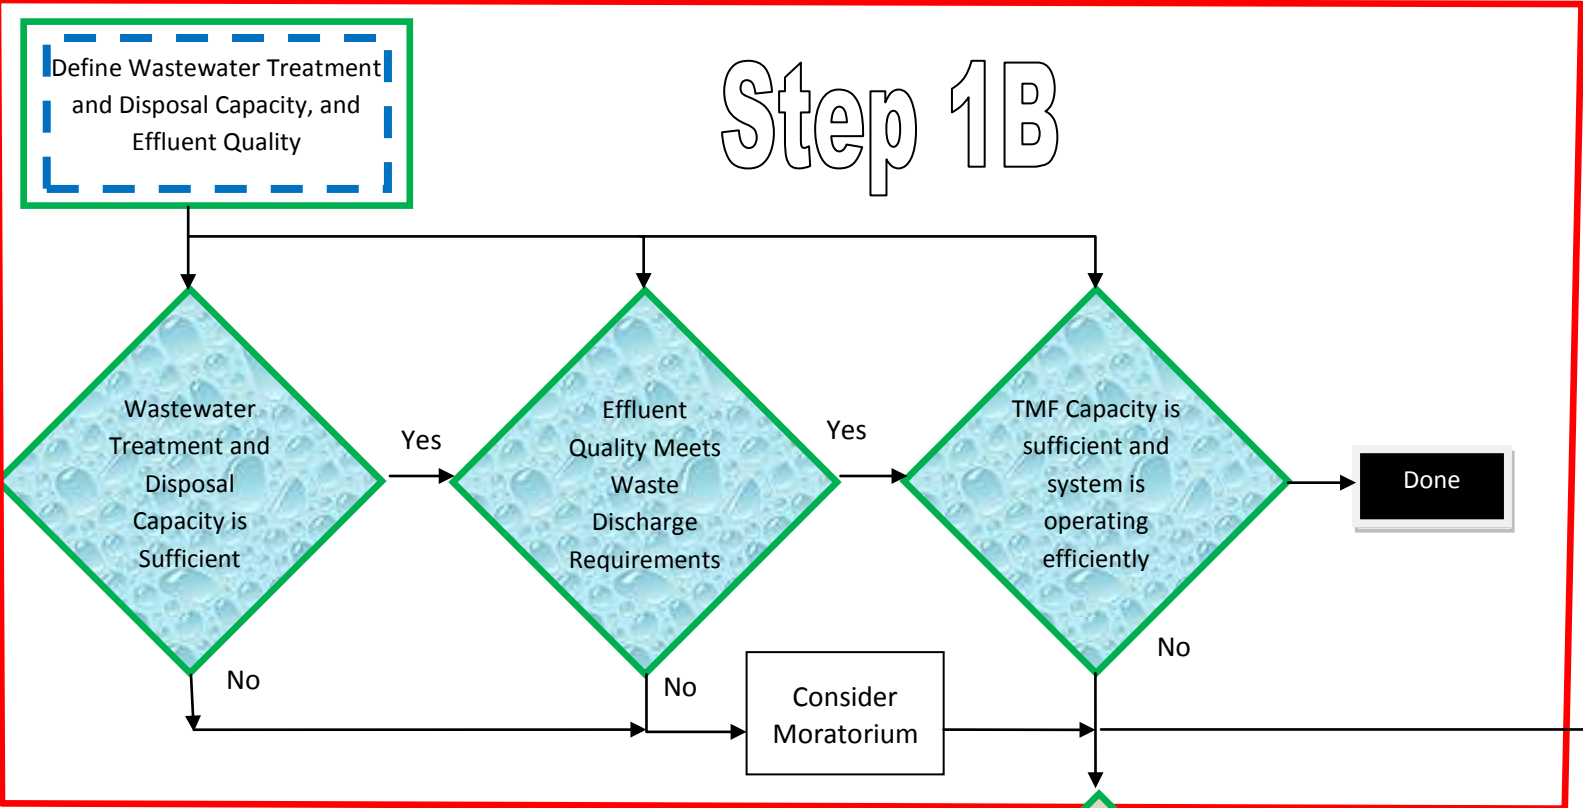 Define Wastewater Treatment
and Disposal Capacity, and
Effluent Quality
Step 1B
Wastewater
Treatment and
Disposal
Capacity is
Sufficient
Yes
Effluent
Quality Meets
Waste
Discharge
Requirements
Yes
TMF Capacity is
sufficient and
system is
operating
efficiently
Done
No
No
Consider
Moratorium
No